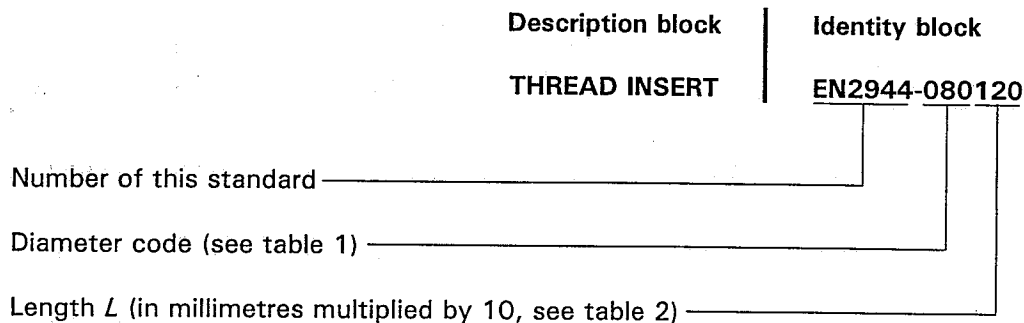 Description block Identity block
THREAD INSERT EN2944-080120
Number of this standard
Diameter code (see table 1)
Length L (in millimetres multiplied by 10, see table 2)